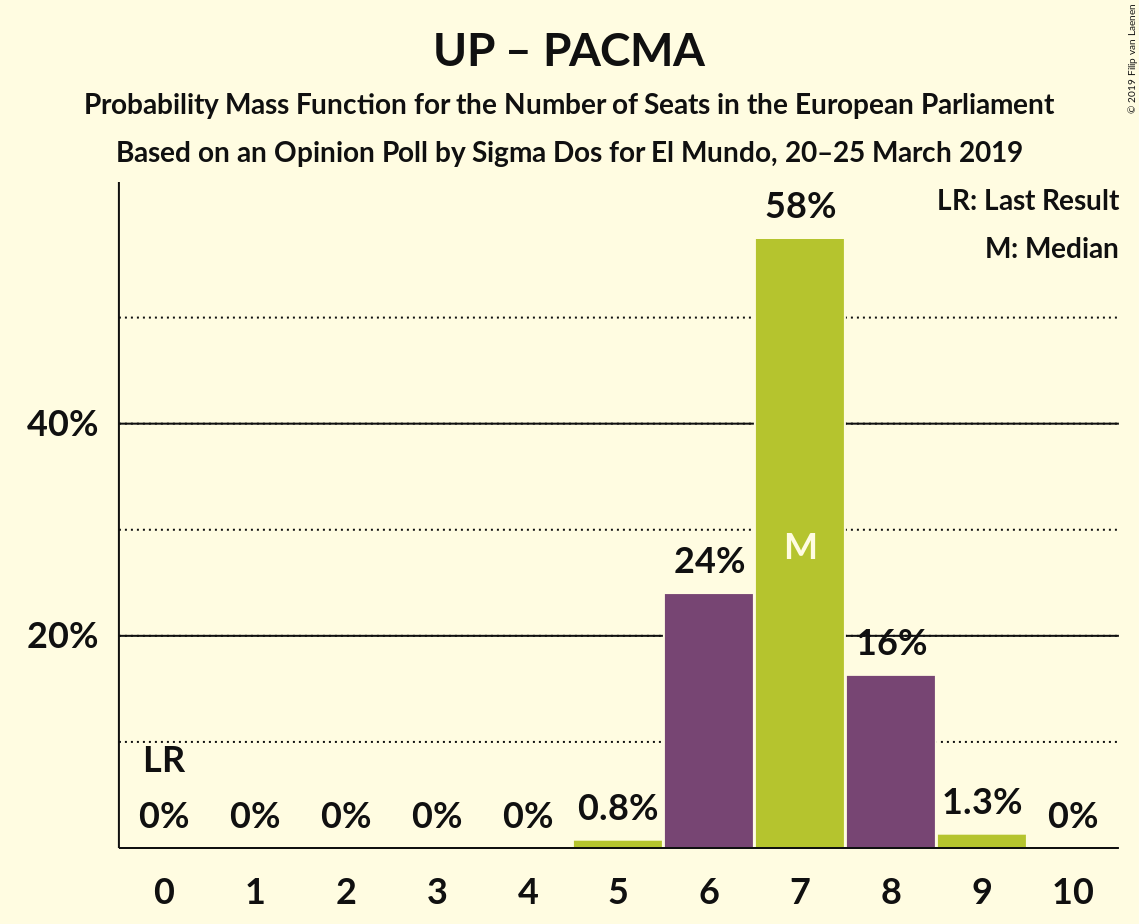 UP – PACMA
Probability Mass Function for the Number of Seats in the European Parliament
Based on an Opinion Poll by Sigma Dos for El Mundo, 20–25 March 2019
© 2019 Filip van Laenen
LR: Last Result
M: Median
58%
40%
M
24%
20%
16%
LR
0%
0%
0%
0%
0%
0.8%
1.3%
0%
0 1 2 3 4 5 6 7 8 9 10